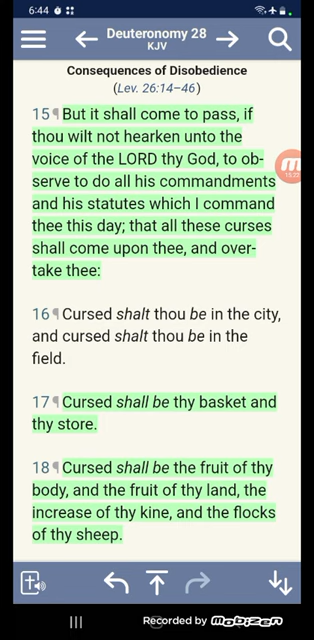 6:44
Deuteronomy 28
KJV
Consequences of Disobedience
(Lev. 26:14–46)
15¶ But it shall come to pass, if
thou wilt not hearken unto the
voice of the LORD thy God, to ob-
serve to do all his commandments
and his statutes which I command
thee this day; that all these curses
shall come upon thee, and over-
take thee:
16¶ Cursed shalt thou be in the city,
and cursed shalt thou be in the
field.
17¶ Cursed shall be thy basket and
thy store.
18¶ Cursed shall be the fruit of thy
body, and the fruit of thy land, the
increase of thy kine, and the flocks
of thy sheep.
Recorded by mobizen